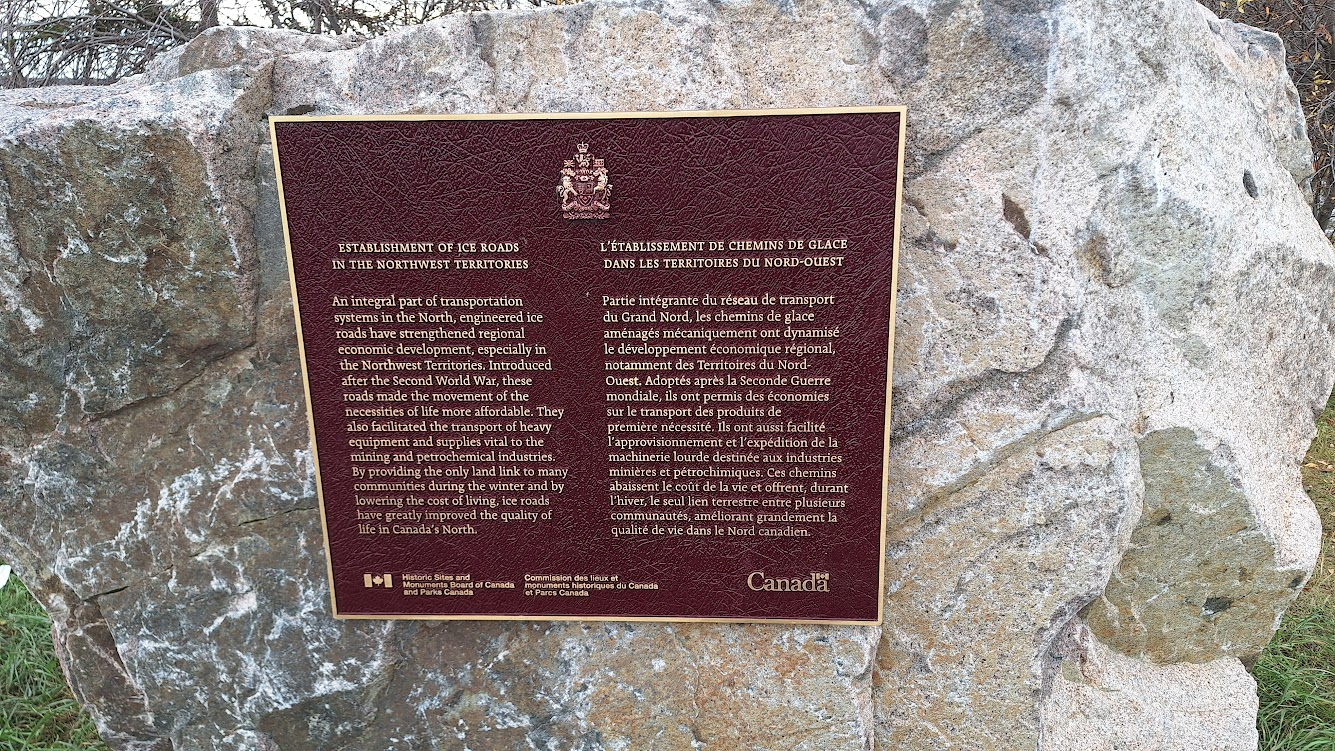 ESTABLISHMENT OF ICE ROADS
IN THE NORTHWEST TERRITORIES
An integral part of transportation
systems in the North, engineered ice
roads have strengthened regional
economic development, especially in
the Northwest Territories. Introduced
after the Second World War, these
roads made the movement of the
necessities of life more affordable. They
also facilitated the transport of heavy
equipment and supplies vital to the
mining and petrochemical industries.
By providing the only land link to many
communities during the winter and by
lowering the cost of living, ice roads
have greatly improved the quality of
life in Canada's North.
L'ÉTABLISSEMENT DE CHEMINS DE GLACE
DANS LES TERRITOIRES DU NORD-OUEST
Partie intégrante du réseau de transport
du Grand Nord, les chemins de glace
aménagés mécaniquement ont dynamisé
le développement économique régional,
notamment des Territoires du Nord-
Ouest. Adoptés après la Seconde Guerre
mondiale, ils ont permis des économies
sur le transport des produits de
première nécessité. Ils ont aussi facilité
l'approvisionnement et l'expédition de la
machinerie lourde destinée aux industries
minières et pétrochimiques. Ces chemins
abaissent le coût de la vie et offrent, durant
l'hiver, le seul lien terrestre entre plusieurs
communautés, améliorant grandement la
qualité de vie dans le Nord canadien.
Historic Sites and
Monuments Board of Canada
and Parks Canada
Commission des lieux et
monuments historiques du Canada
et Parcs Canada
Canada